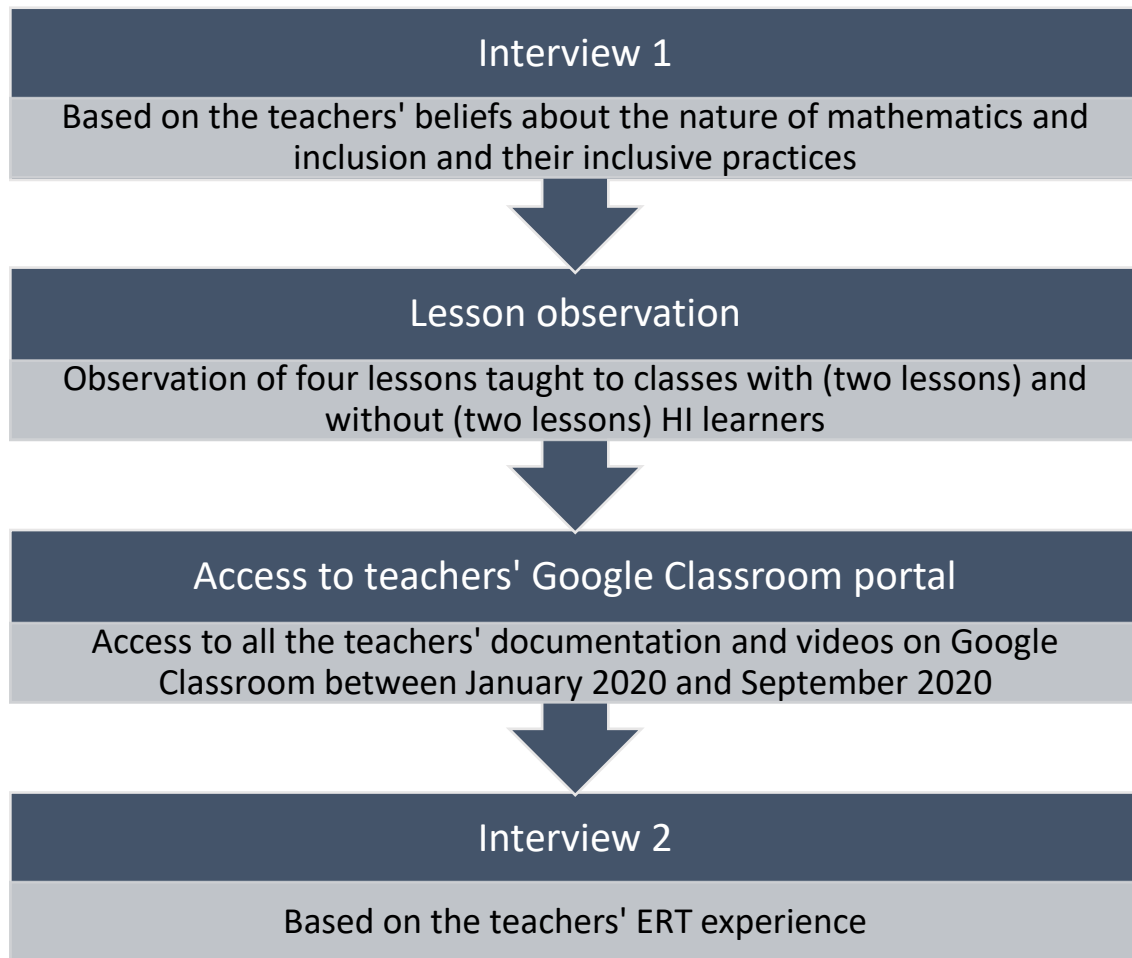 Interview 1
Based on the teachers' beliefs about the nature of mathematics and
inclusion and their inclusive practices
Lesson observation
Observation of four lessons taught to classes with (two lessons) and
without (two lessons) HI learners
Access to teachers' Google Classroom portal
Access to all the teachers' documentation and videos on Google
Classroom between January 2020 and September 2020
Interview 2
Based on the teachers' ERT experience